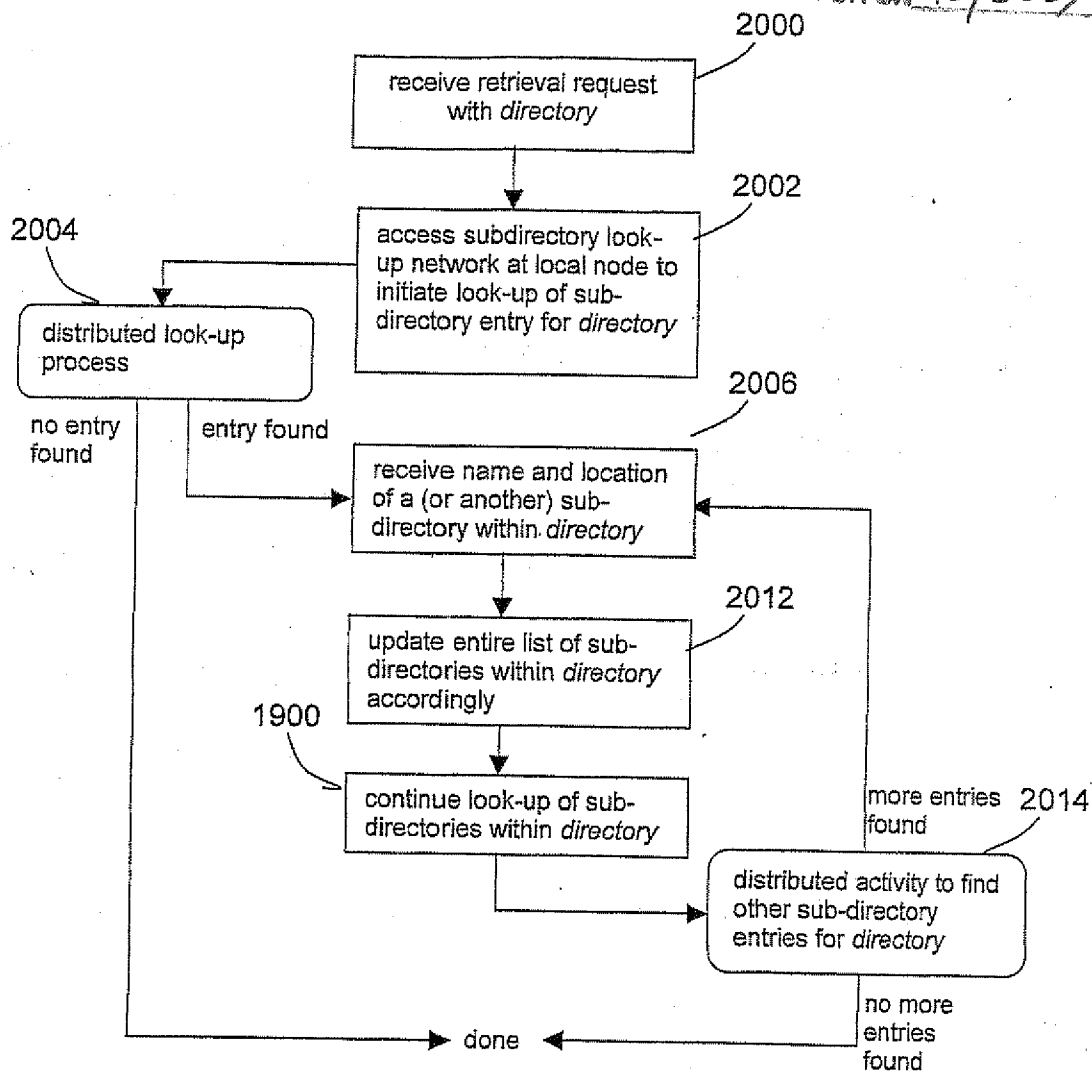 2000
receive retrieval request
with directory
2002
access subdirectory look-
up network at local node to
initiate look-up of sub-
directory entry for directory
2004
distributed look-up
process
no entry
found
entry found
2006
receive name and location
of a (or another) sub-
directory within directory
2012
update entire list of sub-
directories within directory
accordingly
1900
continue look-up of sub-
directories within directory
more entries
found
2014
distributed activity to find
other sub-directory
entries for directory
no more
entries
found
done